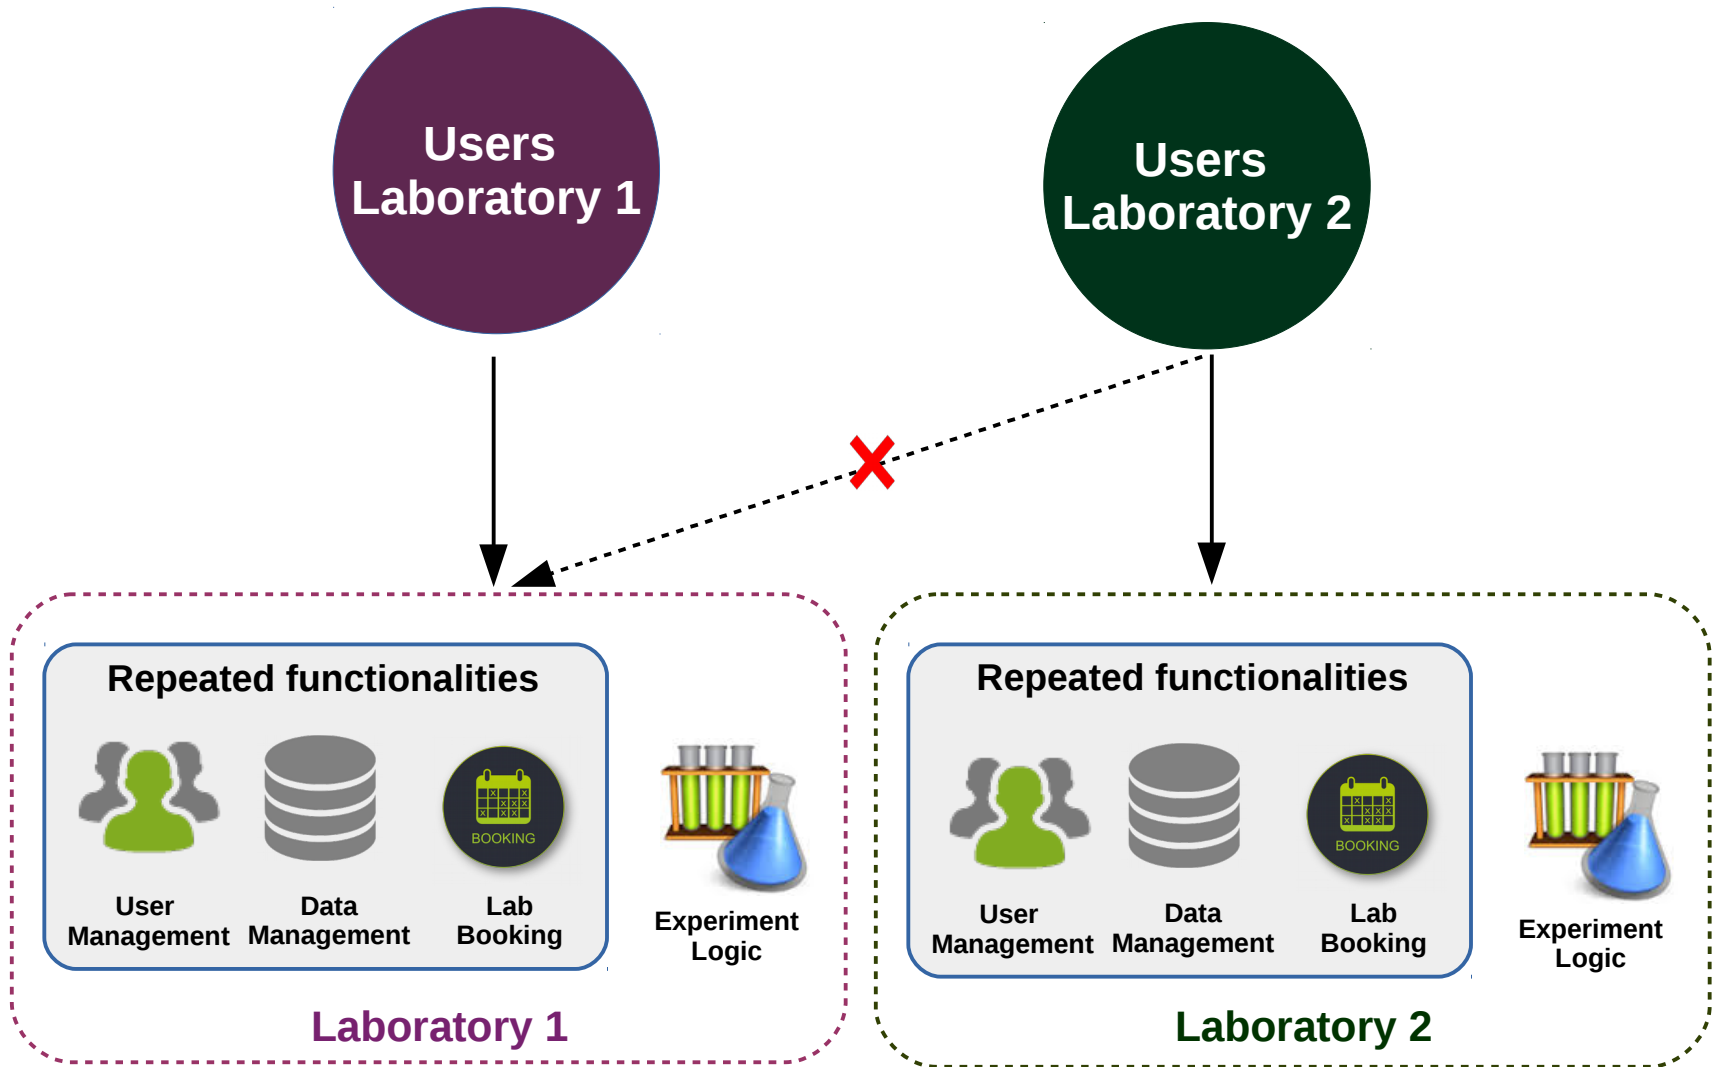 Users
Laboratory 1
Users
Laboratory 2
Repeated functionalities
BOOKING
User
Management
Data
Management
Lab
Booking
Experiment
Logic
Laboratory 1
Repeated functionalities
BOOKING
User
Management
Data
Management
Lab
Booking
Experiment
Logic
Laboratory 2